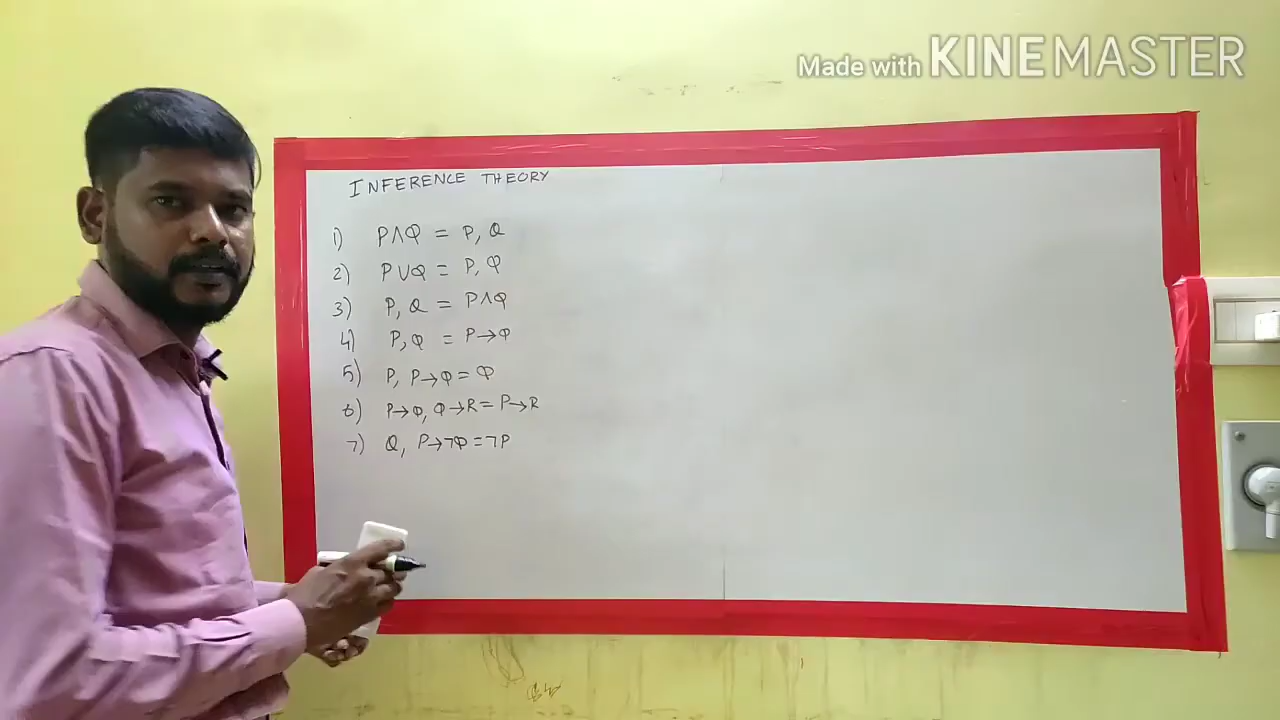 Made with KINEMASTER
INFERENCE THEORY
1) P∧Q = P, Q
2) P∪Q = P, Q
3) P, Q = P∧Q
4) P, Q = P→Q
5) P, P→Q = Q
6) P→Q, Q→R = P→R
7) Q, P→¬Q = ¬P